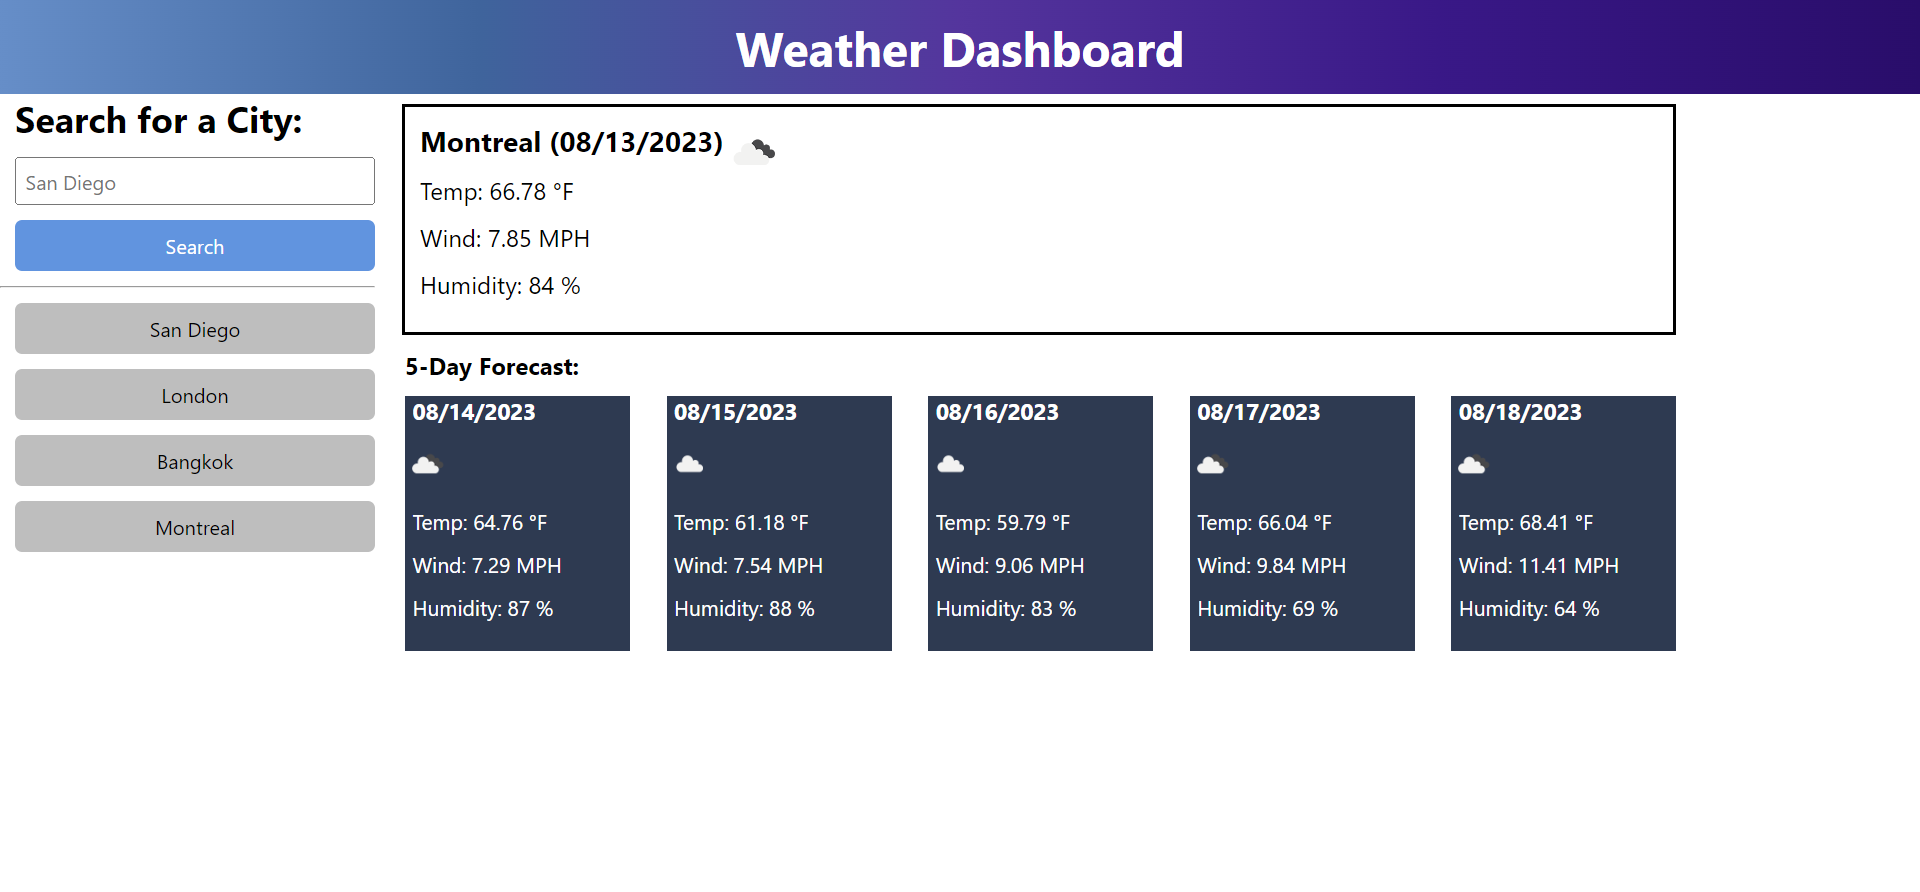 Weather Dashboard
Search for a City:
San Diego
Search
San Diego
London
Bangkok
Montreal
Montreal (08/13/2023)
Temp: 66.78 °F
Wind: 7.85 MPH
Humidity: 84 %
5-Day Forecast:
08/14/2023
Temp: 64.76 °F
Wind: 7.29 MPH
Humidity: 87 %
08/15/2023
Temp: 61.18 °F
Wind: 7.54 MPH
Humidity: 88 %
08/16/2023
Temp: 59.79 °F
Wind: 9.06 MPH
Humidity: 83 %
08/17/2023
Temp: 66.04 °F
Wind: 9.84 MPH
Humidity: 69 %
08/18/2023
Temp: 68.41 °F
Wind: 11.41 MPH
Humidity: 64 %